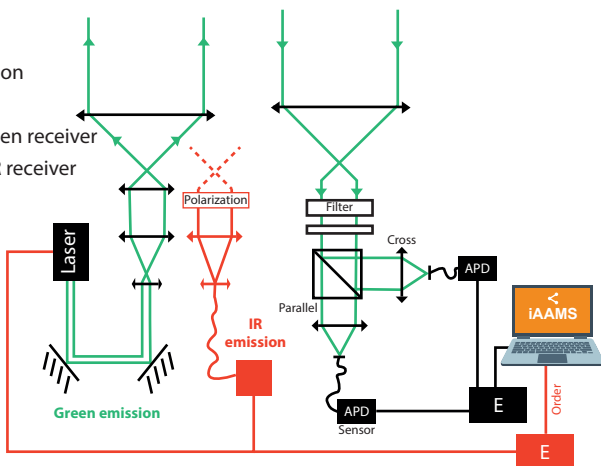 on
en receiver
receiver
Polarization
Filter
Cross
Laser
APD
iAAMS
Parallel
IR
emission
Green emission
APD
Sensor
E
Order
E